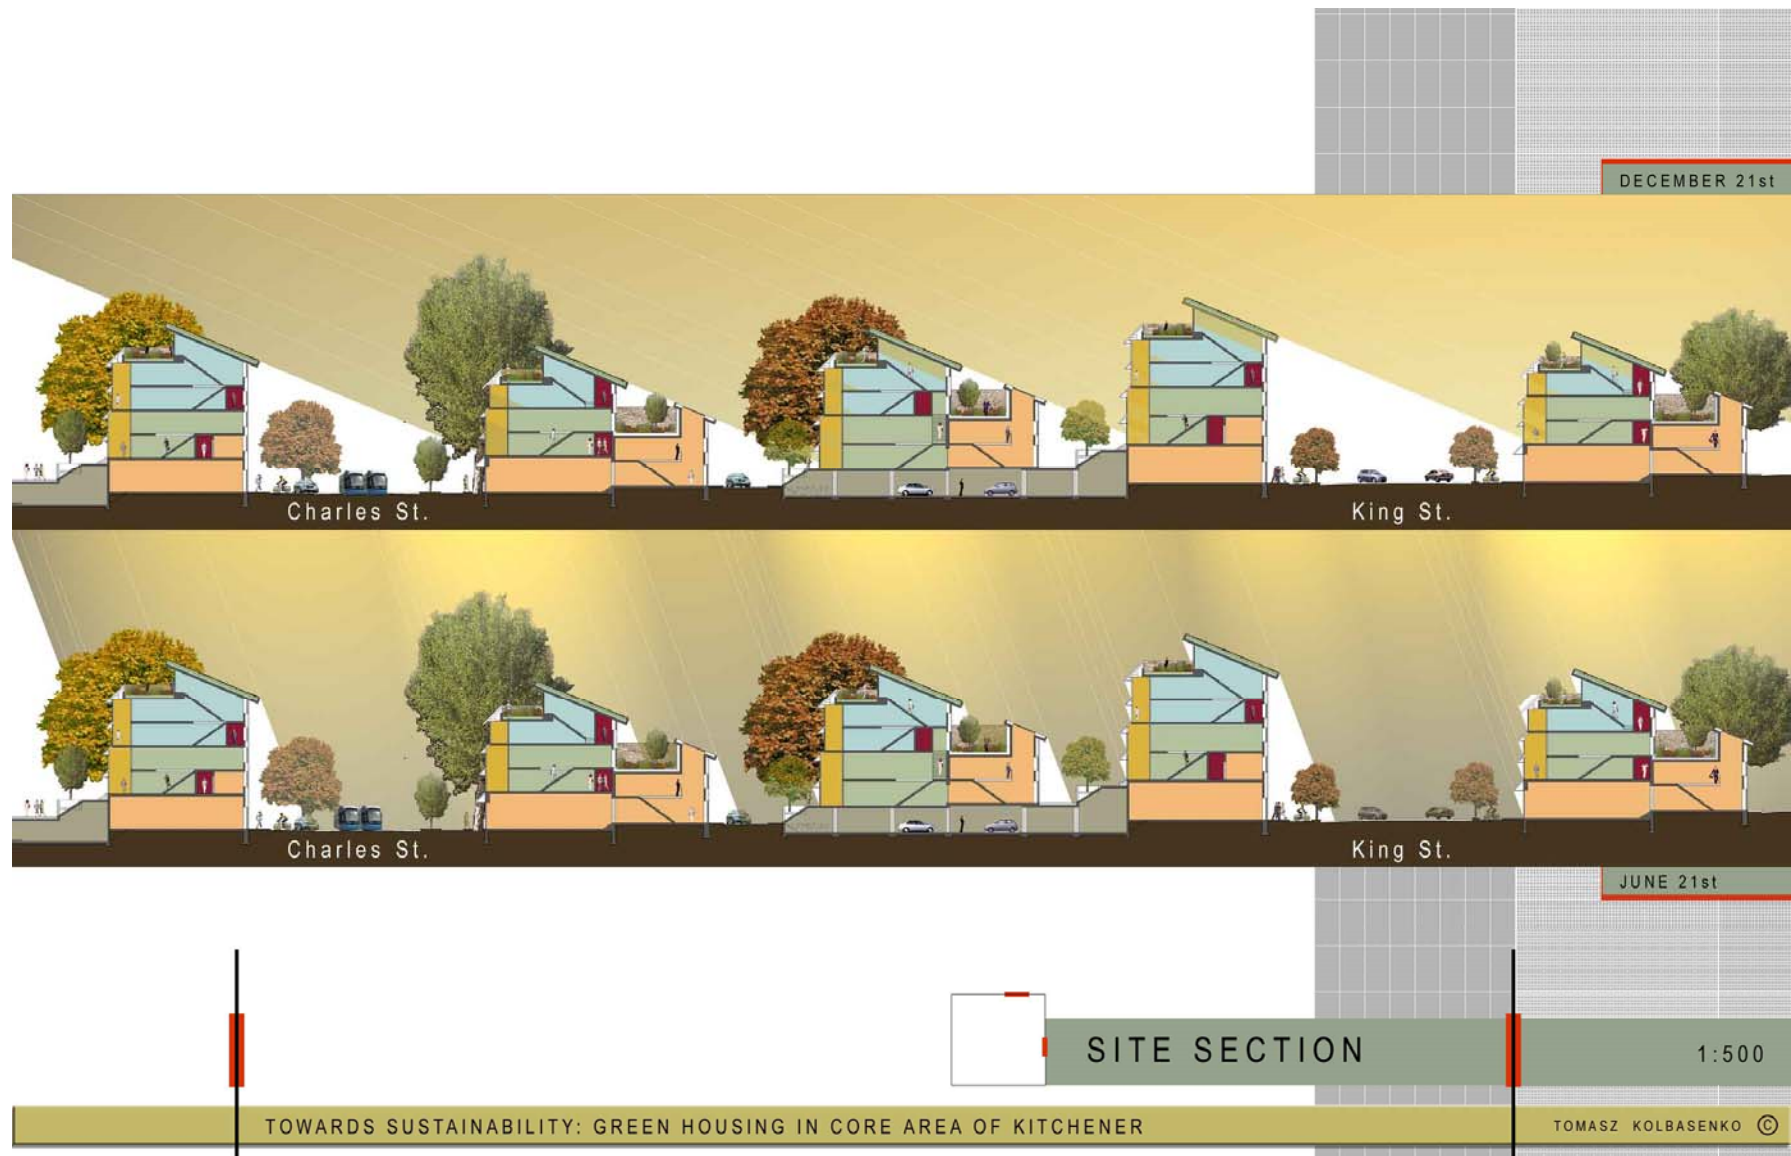 DECEMBER 21st
Charles St.
King St.
Charles St.
King St.
JUNE 21st
SITE SECTION
1:500
TOWARDS SUSTAINABILITY: GREEN HOUSING IN CORE AREA OF KITCHENER
TOMASZ KOLBASENKO ©